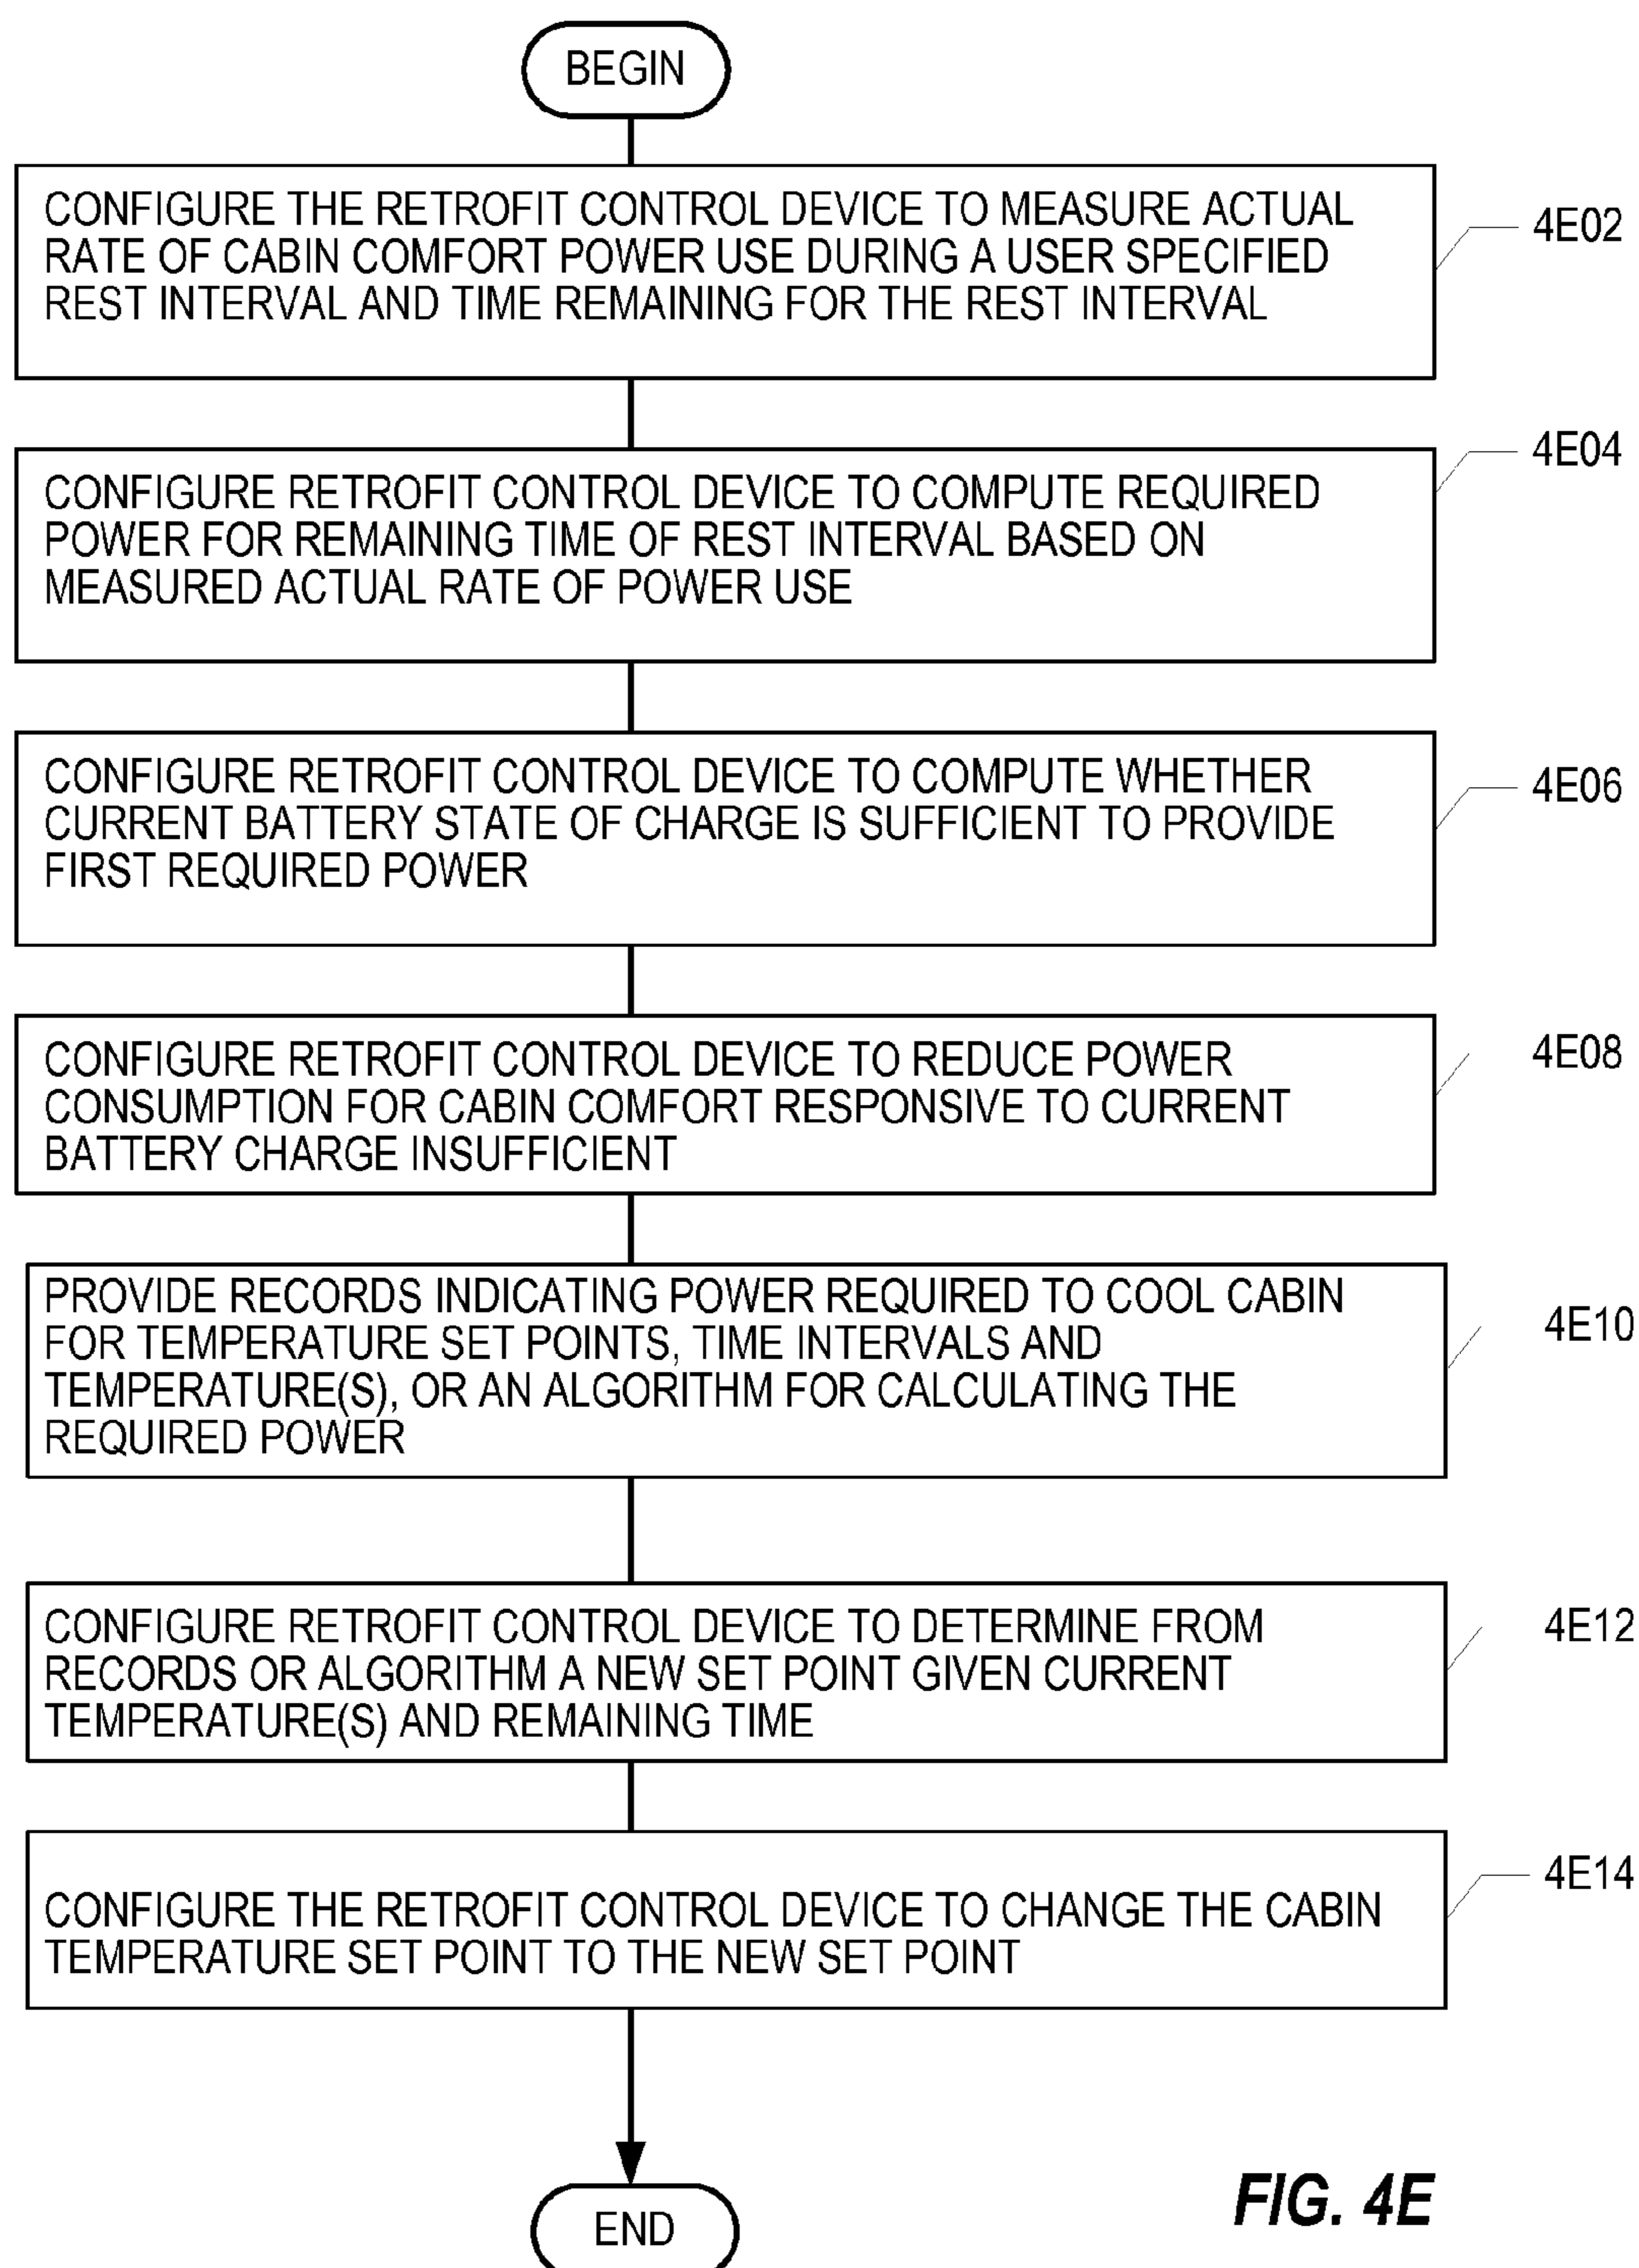 BEGIN
CONFIGURE THE RETROFIT CONTROL DEVICE TO MEASURE ACTUAL
RATE OF CABIN COMFORT POWER USE DURING A USER SPECIFIED
REST INTERVAL AND TIME REMAINING FOR THE REST INTERVAL
4E02
CONFIGURE RETROFIT CONTROL DEVICE TO COMPUTE REQUIRED
POWER FOR REMAINING TIME OF REST INTERVAL BASED ON
MEASURED ACTUAL RATE OF POWER USE
4E04
CONFIGURE RETROFIT CONTROL DEVICE TO COMPUTE WHETHER
CURRENT BATTERY STATE OF CHARGE IS SUFFICIENT TO PROVIDE
FIRST REQUIRED POWER
4E06
CONFIGURE RETROFIT CONTROL DEVICE TO REDUCE POWER
CONSUMPTION FOR CABIN COMFORT RESPONSIVE TO CURRENT
BATTERY CHARGE INSUFFICIENT
4E08
PROVIDE RECORDS INDICATING POWER REQUIRED TO COOL CABIN
FOR TEMPERATURE SET POINTS, TIME INTERVALS AND
TEMPERATURE(S), OR AN ALGORITHM FOR CALCULATING THE
REQUIRED POWER
4E10
CONFIGURE RETROFIT CONTROL DEVICE TO DETERMINE FROM
RECORDS OR ALGORITHM A NEW SET POINT GIVEN CURRENT
TEMPERATURE(S) AND REMAINING TIME
4E12
CONFIGURE THE RETROFIT CONTROL DEVICE TO CHANGE THE CABIN
TEMPERATURE SET POINT TO THE NEW SET POINT
4E14
END
FIG. 4E